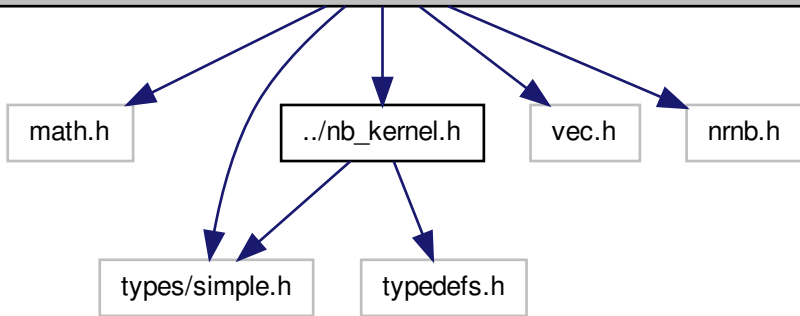 math.h
../nb_kernel.h
vec.h
nrnb.h
types/simple.h
typedefs.h